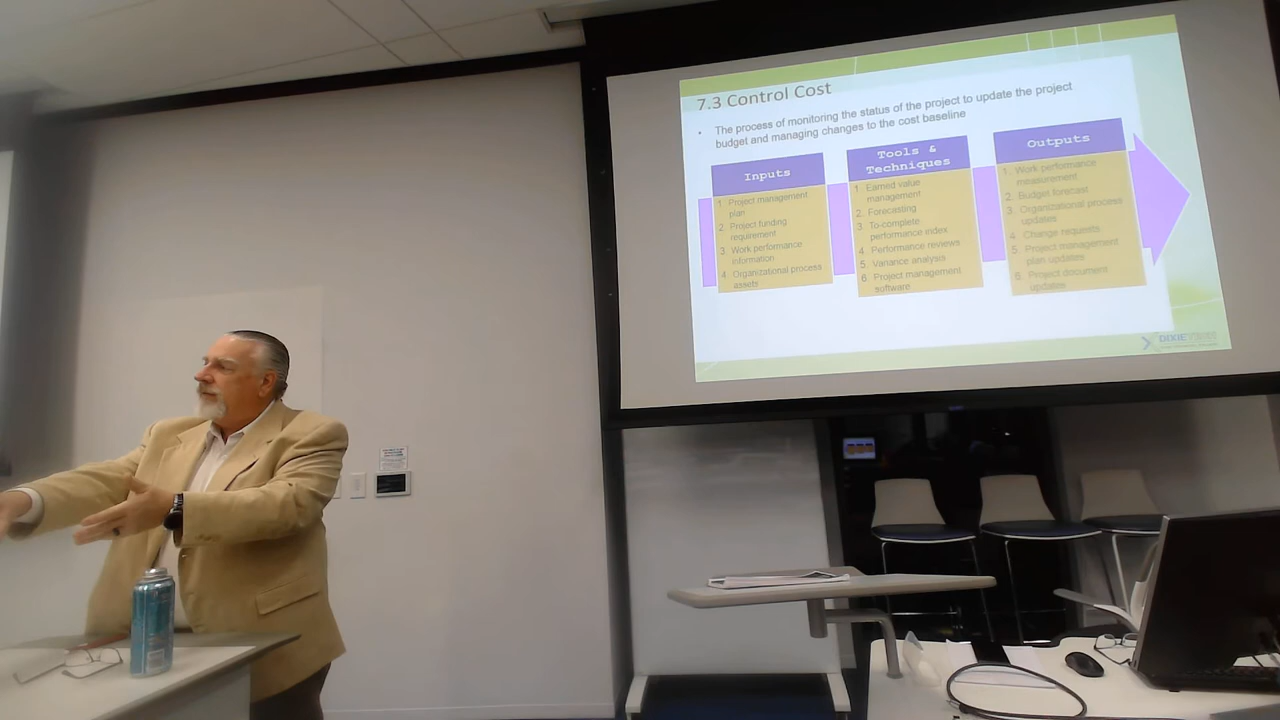 7.3 Control Cost
• The process of monitoring the status of the project to update the project
budget and managing changes to the cost baseline
Inputs
1. Project management
plan
2. Project funding
requirement
3. Work performance
information
4. Organizational process
assets
Tools &
Techniques
1. Earned value
management
2. Forecasting
3. To-complete
performance index
4. Performance reviews
5. Variance analysis
6. Project management
software
Outputs
1. Work performance
measurement
2. Budget forecast
3. Organizational process
updates
4. Change requests
5. Project management
plan updates
6. Project document
updates
DIXIE